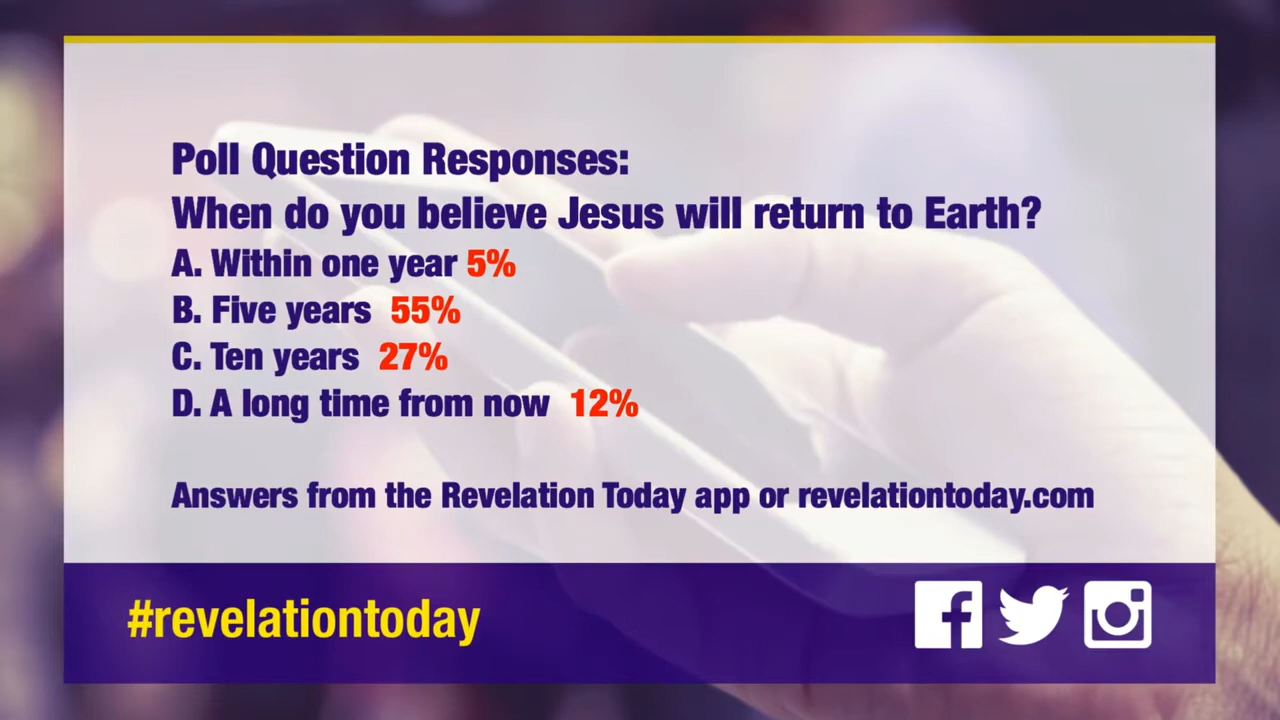 Poll Question Responses:
When do you believe Jesus will return to Earth?
A. Within one year 5%
B. Five years 55%
C. Ten years 27%
D. A long time from now 12%
Answers from the Revelation Today app or revelationtoday.com
#revelationtoday